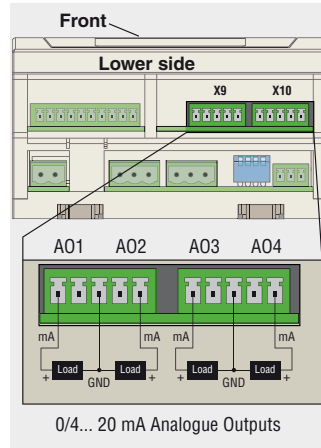 Front
Lower side
X9 X10
AO1 AO2 AO3 AO4
mA mA mA mA
Load Load Load Load
+ + + +
GND GND
0/4... 20 mA Analogue Outputs